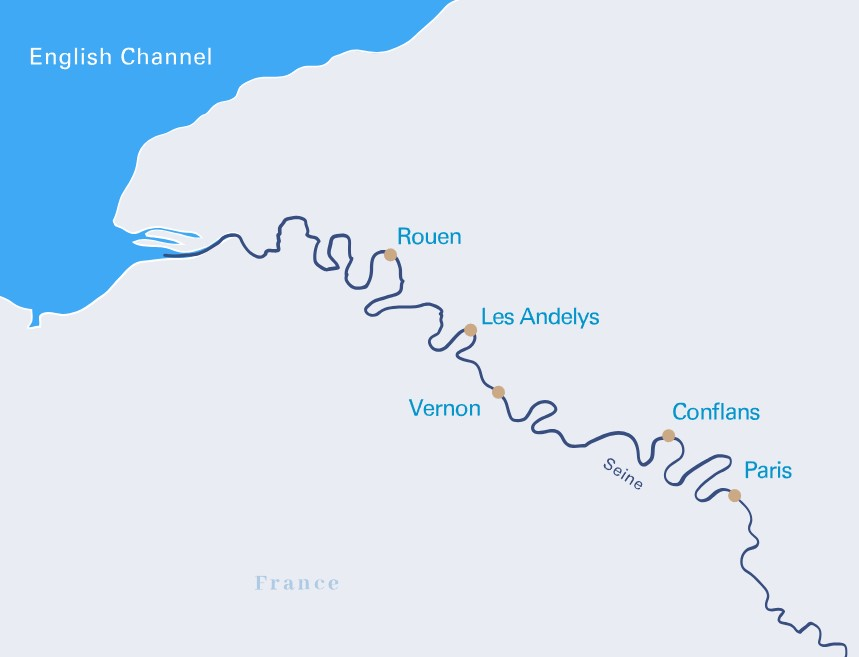 English Channel
Rouen
Les Andelys
Vernon
Conflans
Paris
Seine
France